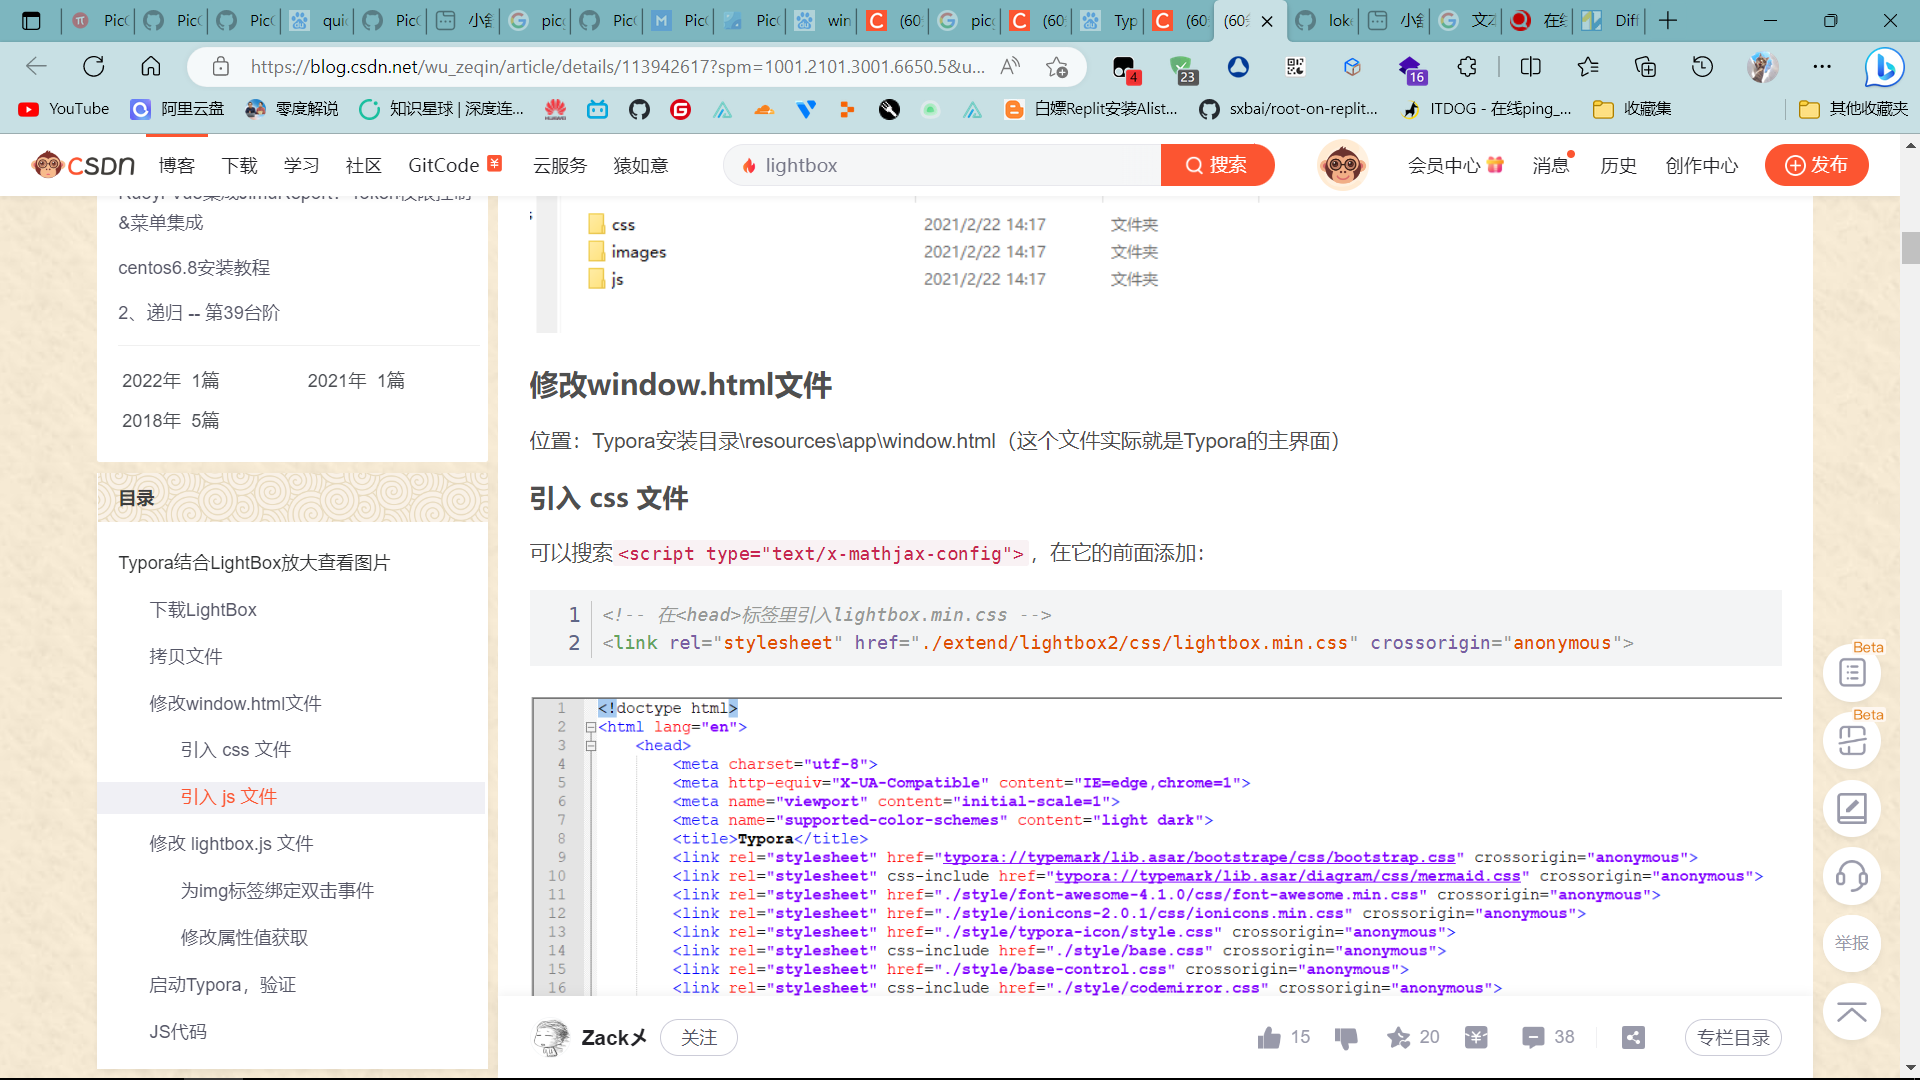 PicG
PicG
quic
PicG
小舒
picg
PicG
PicG
win
(60
picg
(60
Typ
(60
(60条
loke
小舒
在纟
Diff
https://blog.csdn.net/wu_zeqin/article/details/113942617?spm=1001.2101.3001.6650.5&u...
4
23
16
YouTube
阿里云盘
零度解说
知识星球 | 深度连...
白嫖Replit安装Alist...
sxbai/root-on-replit...
ITDOG - 在线ping_...
收藏集
其他收藏夹
CSDN
博客
下载
学习
社区
GitCode
云服务
猿如意
lightbox
搜索
会员中心
消息
历史
创作中心
发布
&菜单集成
centos6.8安装教程
2、递归 -- 第39台阶
2022年 1篇
2021年 1篇
2018年 5篇
目录
Typora结合LightBox放大查看图片
下载LightBox
拷贝文件
修改window.html文件
引入 css 文件
引入 js 文件
修改 lightbox.js 文件
为img标签绑定双击事件
修改属性值获取
启动Typora，验证
JS代码
css 2021/2/22 14:17 文件夹
images 2021/2/22 14:17 文件夹
js 2021/2/22 14:17 文件夹
修改window.html文件
位置：Typora安装目录\resources\app\window.html（这个文件实际就是Typora的主界面）
引入 css 文件
可以搜索<script type="text/x-mathjax-config">，在它的前面添加：
1 <!-- 在<head>标签里引入lightbox.min.css -->
2 <link rel="stylesheet" href="./extend/lightbox2/css/lightbox.min.css" crossorigin="anonymous">
1 <!doctype html>
2 <html lang="en">
3 <head>
4 <meta charset="utf-8">
5 <meta http-equiv="X-UA-Compatible" content="IE=edge,chrome=1">
6 <meta name="viewport" content="initial-scale=1">
7 <meta name="supported-color-schemes" content="light dark">
8 <title>Typora</title>
9 <link rel="stylesheet" href="typora://typemark/lib.asar/bootstrape/css/bootstrap.css" crossorigin="anonymous">
10 <link rel="stylesheet" css-include href="typora://typemark/lib.asar/diagram/css/mermaid.css" crossorigin="anonymous">
11 <link rel="stylesheet" href="./style/font-awesome-4.1.0/css/font-awesome.min.css" crossorigin="anonymous">
12 <link rel="stylesheet" href="./style/ionicons-2.0.1/css/ionicons.min.css" crossorigin="anonymous">
13 <link rel="stylesheet" href="./style/typora-icon/style.css" crossorigin="anonymous">
14 <link rel="stylesheet" css-include href="./style/base.css" crossorigin="anonymous">
15 <link rel="stylesheet" href="./style/base-control.css" crossorigin="anonymous">
16 <link rel="stylesheet" css-include href="./style/codemirror.css" crossorigin="anonymous">
Zackメ
关注
15
20
38
专栏目录
Beta
Beta
举报